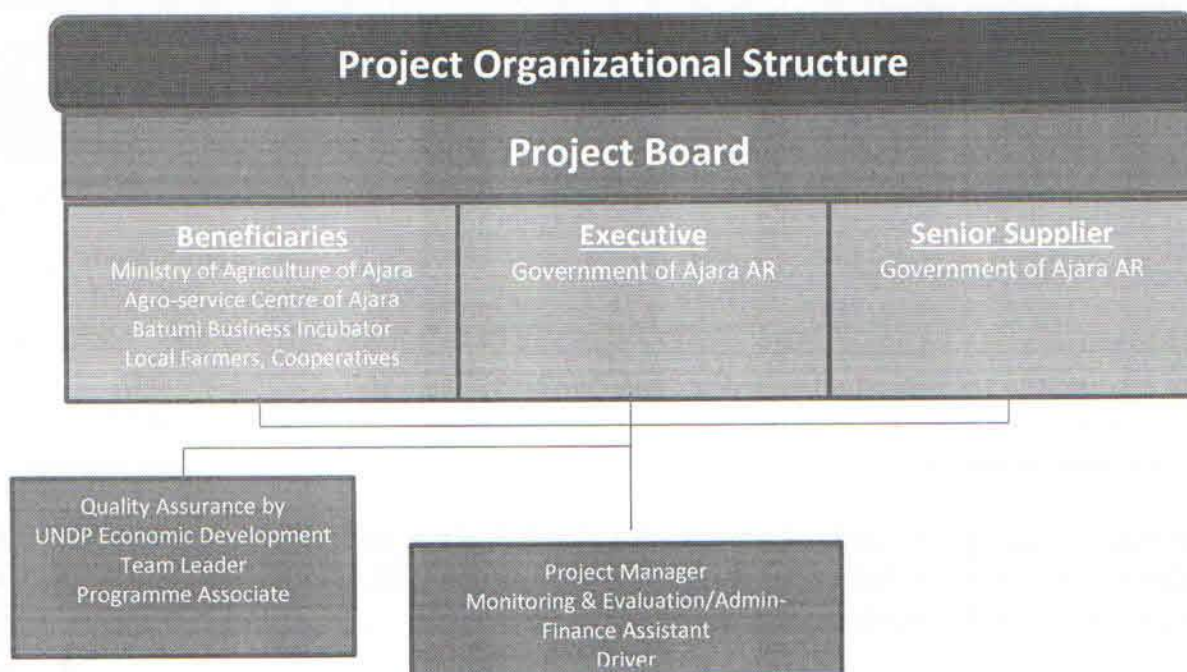 Project Organizational Structure
Project Board
Beneficiaries
Ministry of Agriculture of Ajara
Agro-service Centre of Ajara
Batumi Business Incubator
Local Farmers, Cooperatives
Executive
Government of Ajara AR
Senior Supplier
Government of Ajara AR
Quality Assurance by
UNDP Economic Development
Team Leader
Programme Associate
Project Manager
Monitoring & Evaluation/Admin-
Finance Assistant
Driver